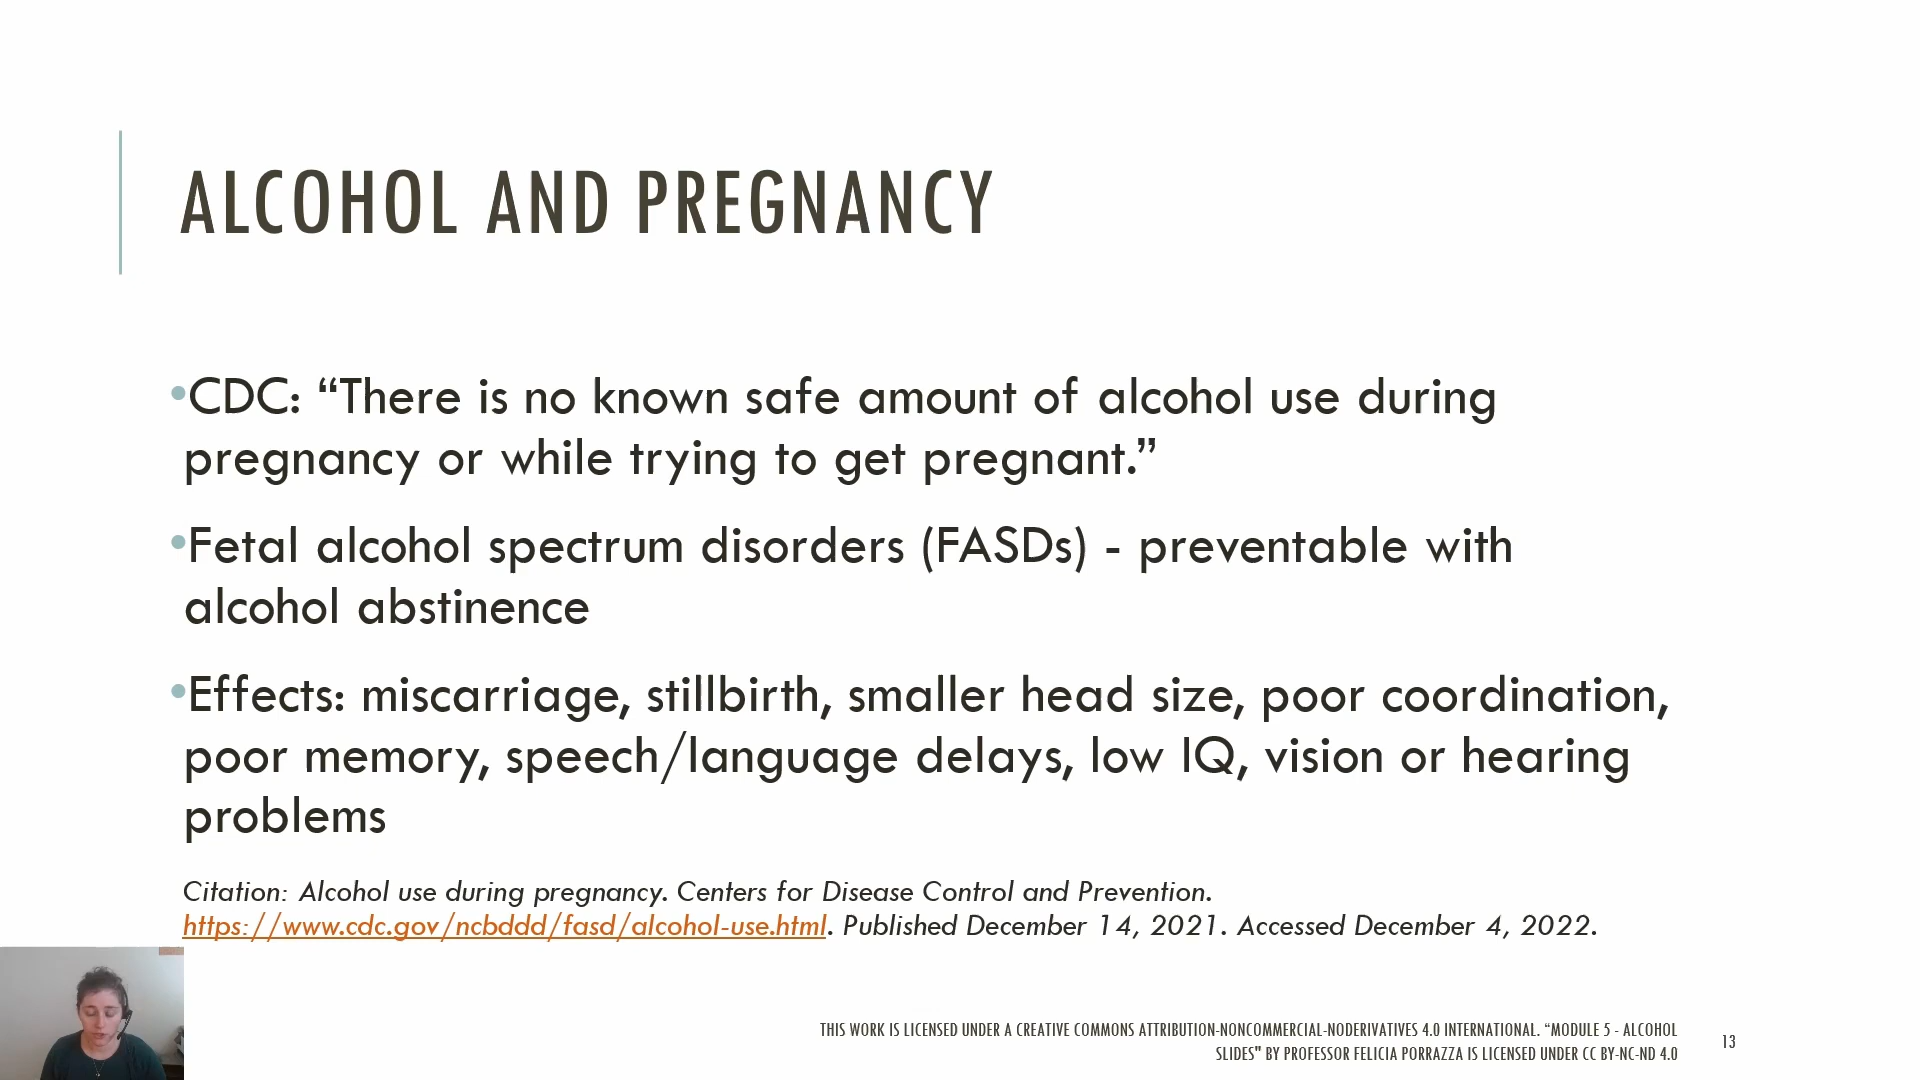 ALCOHOL AND PREGNANCY
•CDC: “There is no known safe amount of alcohol use during
pregnancy or while trying to get pregnant.”
•Fetal alcohol spectrum disorders (FASDs) - preventable with
alcohol abstinence
•Effects: miscarriage, stillbirth, smaller head size, poor coordination,
poor memory, speech/language delays, low IQ, vision or hearing
problems
Citation: Alcohol use during pregnancy. Centers for Disease Control and Prevention.
https://www.cdc.gov/ncbddd/fasd/alcohol-use.html. Published December 14, 2021. Accessed December 4, 2022.
THIS WORK IS LICENSED UNDER A CREATIVE COMMONS ATTRIBUTION-NONCOMMERCIAL-NODERIVATIVES 4.0 INTERNATIONAL. “MODULE 5 - ALCOHOL
SLIDES" BY PROFESSOR FELICIA PORRAZZA IS LICENSED UNDER CC BY-NC-ND 4.0
13